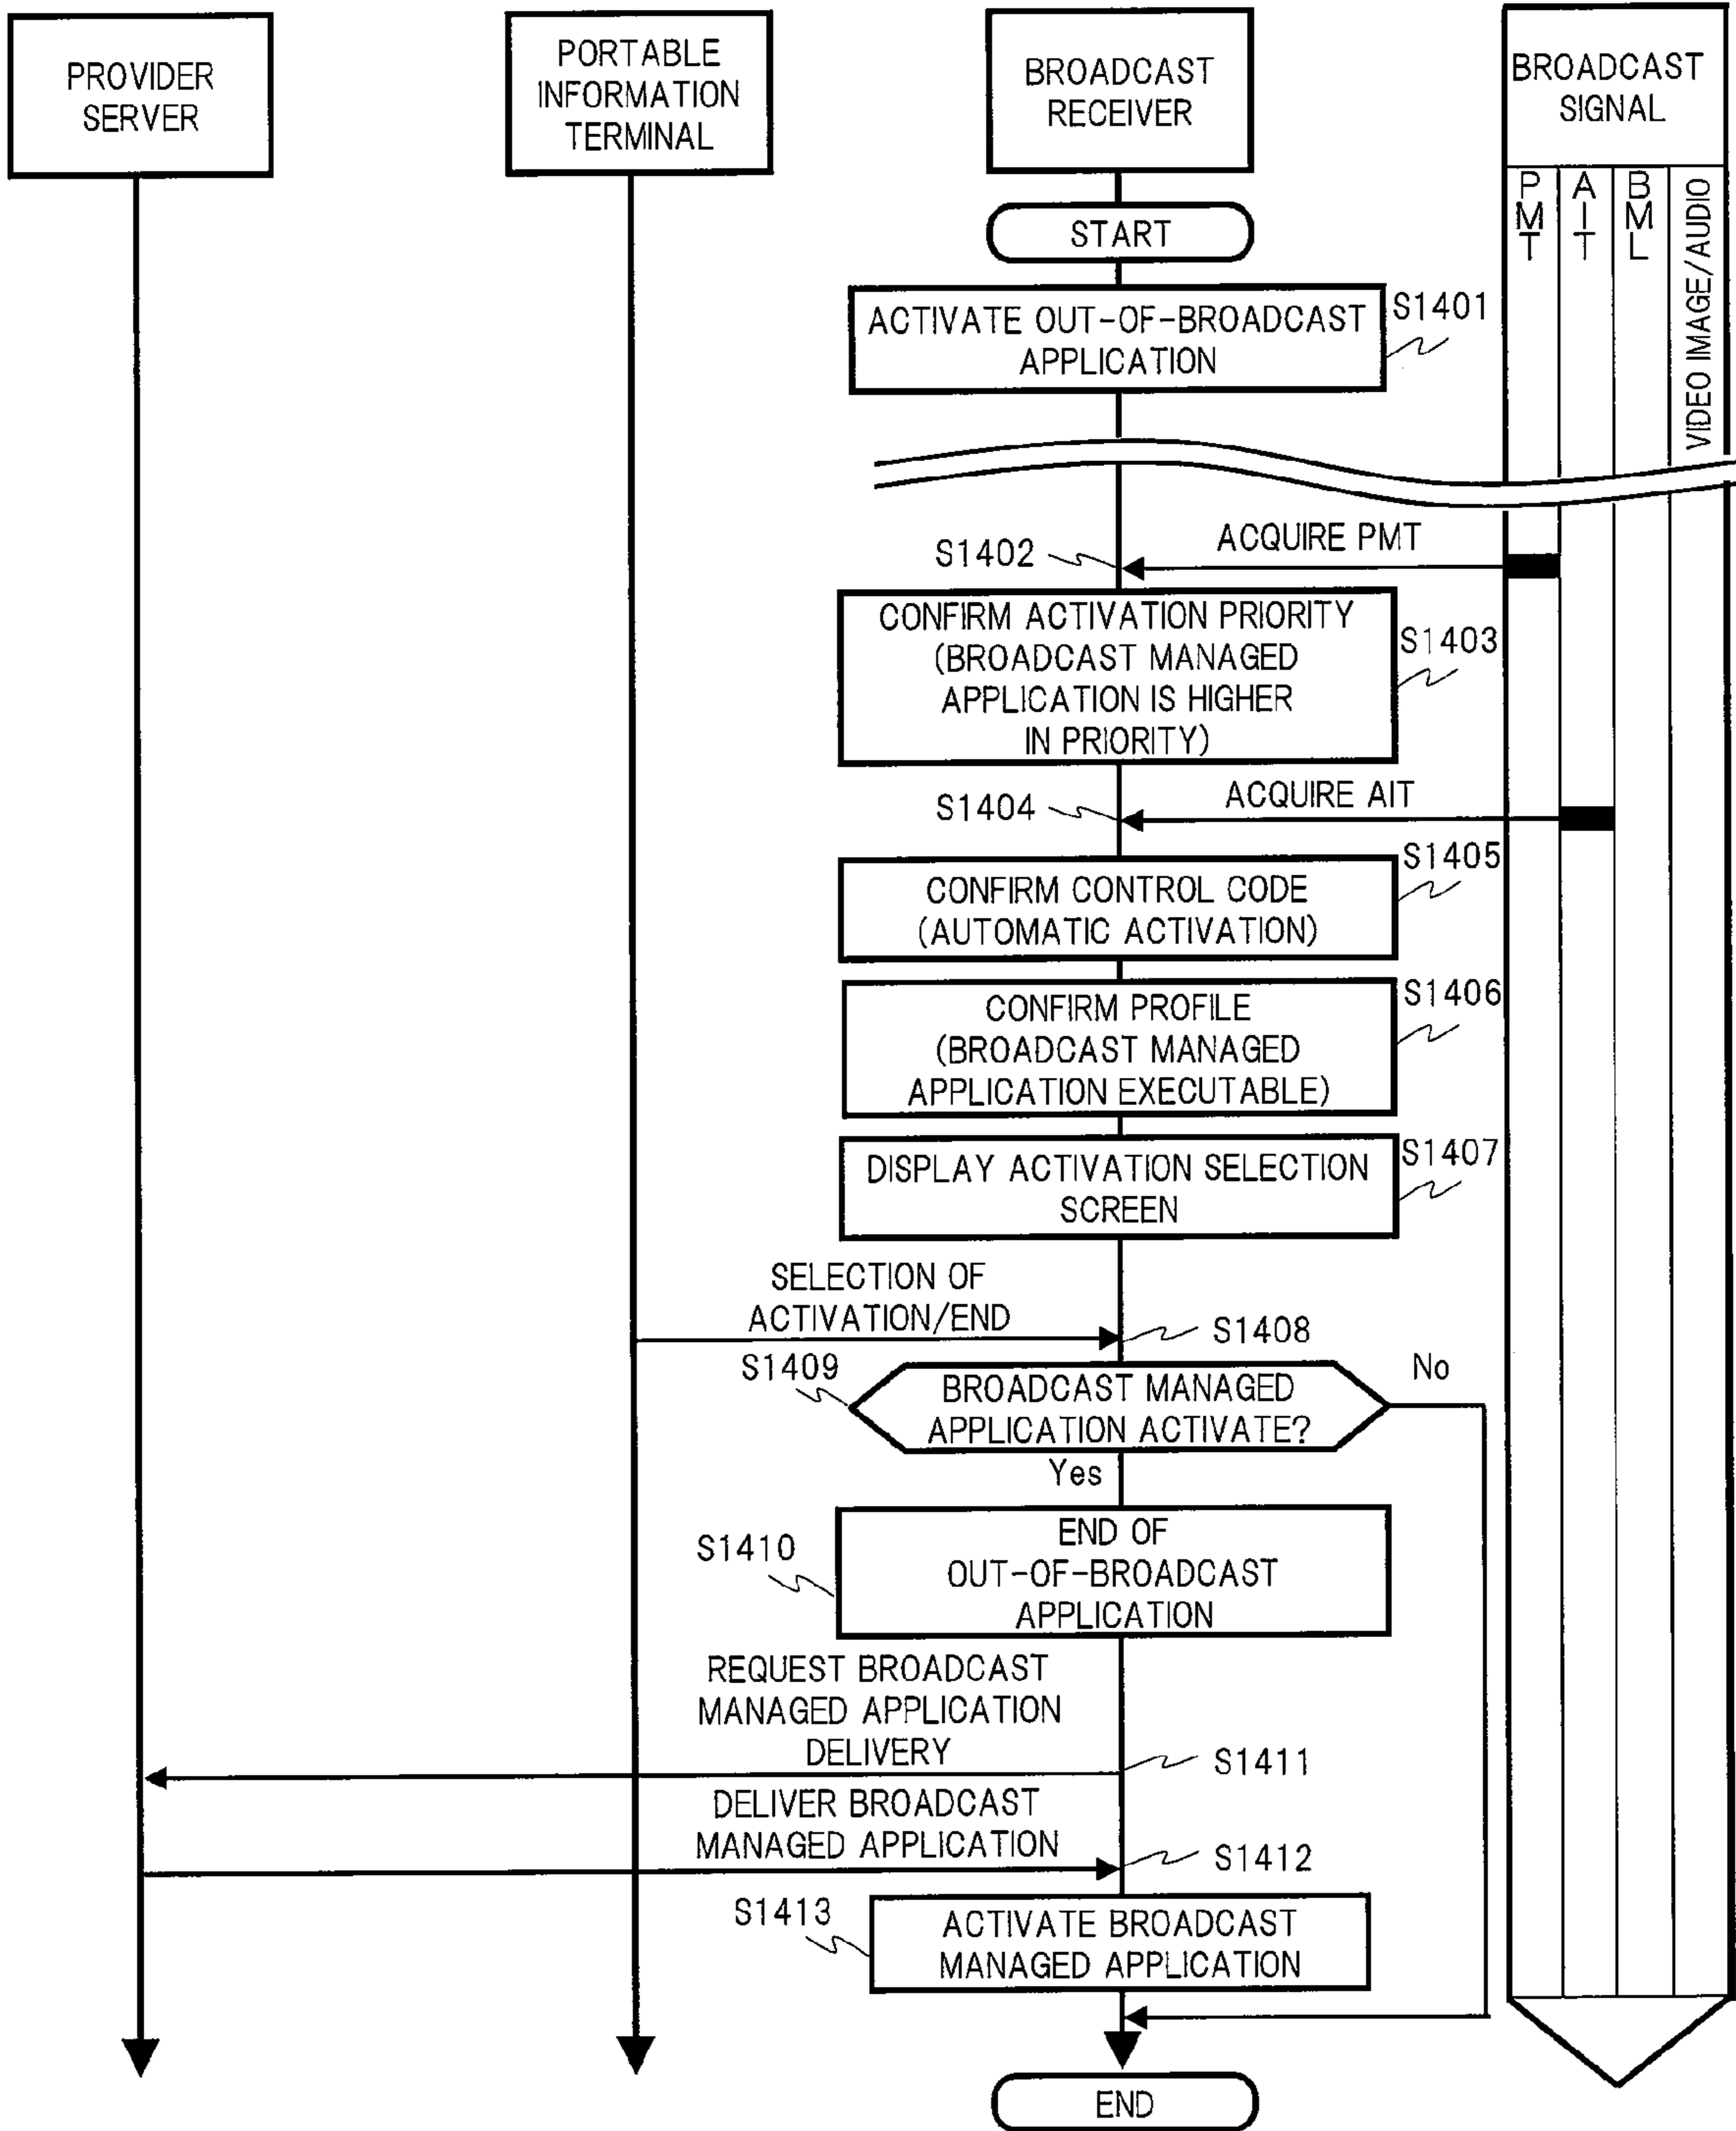 PROVIDER
SERVER
PORTABLE
INFORMATION
TERMINAL
BROADCAST
RECEIVER
BROADCAST
SIGNAL
PMT
AIT
BML
VIDEO IMAGE/AUDIO
START
ACTIVATE OUT-OF-BROADCAST
APPLICATION
S1401
S1402
ACQUIRE PMT
CONFIRM ACTIVATION PRIORITY
(BROADCAST MANAGED
APPLICATION IS HIGHER
IN PRIORITY)
S1403
S1404
ACQUIRE AIT
CONFIRM CONTROL CODE
(AUTOMATIC ACTIVATION)
S1405
CONFIRM PROFILE
(BROADCAST MANAGED
APPLICATION EXECUTABLE)
S1406
DISPLAY ACTIVATION SELECTION
SCREEN
S1407
SELECTION OF
ACTIVATION/END
S1408
S1409
BROADCAST MANAGED
APPLICATION ACTIVATE?
No
Yes
S1410
END OF
OUT-OF-BROADCAST
APPLICATION
REQUEST BROADCAST
MANAGED APPLICATION
DELIVERY
S1411
DELIVER BROADCAST
MANAGED APPLICATION
S1412
S1413
ACTIVATE BROADCAST
MANAGED APPLICATION
END